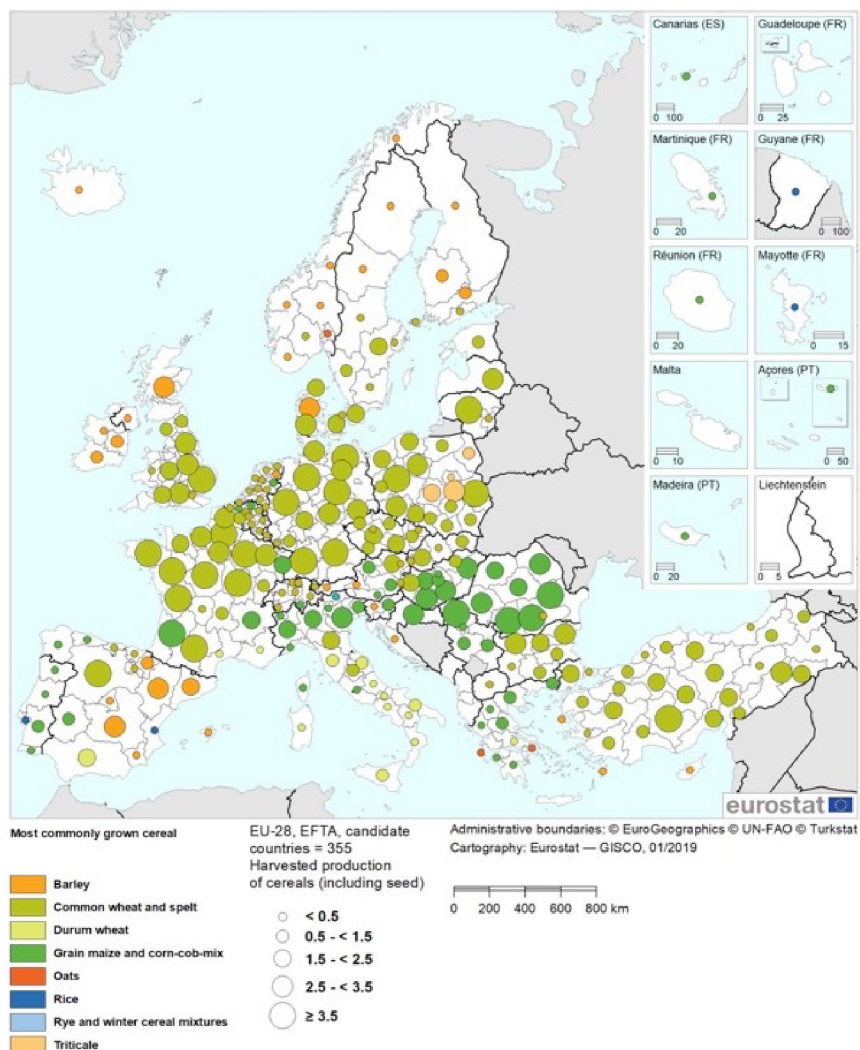 Canarias (ES)
0 100
Guadeloupe (FR)
0 25
Martinique (FR)
0 20
Guyane (FR)
0 100
Réunion (FR)
0 20
Mayotte (FR)
0 15
Malta
0 10
Açores (PT)
0 50
Madeira (PT)
0 20
Liechtenstein
0 5
eurostat
Most commonly grown cereal
Barley
Common wheat and spelt
Durum wheat
Grain maize and corn-cob-mix
Oats
Rice
Rye and winter cereal mixtures
Triticale
EU-28, EFTA, candidate
countries = 355
Harvested production
of cereals (including seed)
< 0.5
0.5 - < 1.5
1.5 - < 2.5
2.5 - < 3.5
≥ 3.5
Administrative boundaries: © EuroGeographics © UN-FAO © Turkstat
Cartography: Eurostat — GISCO, 01/2019
0 200 400 600 800 km